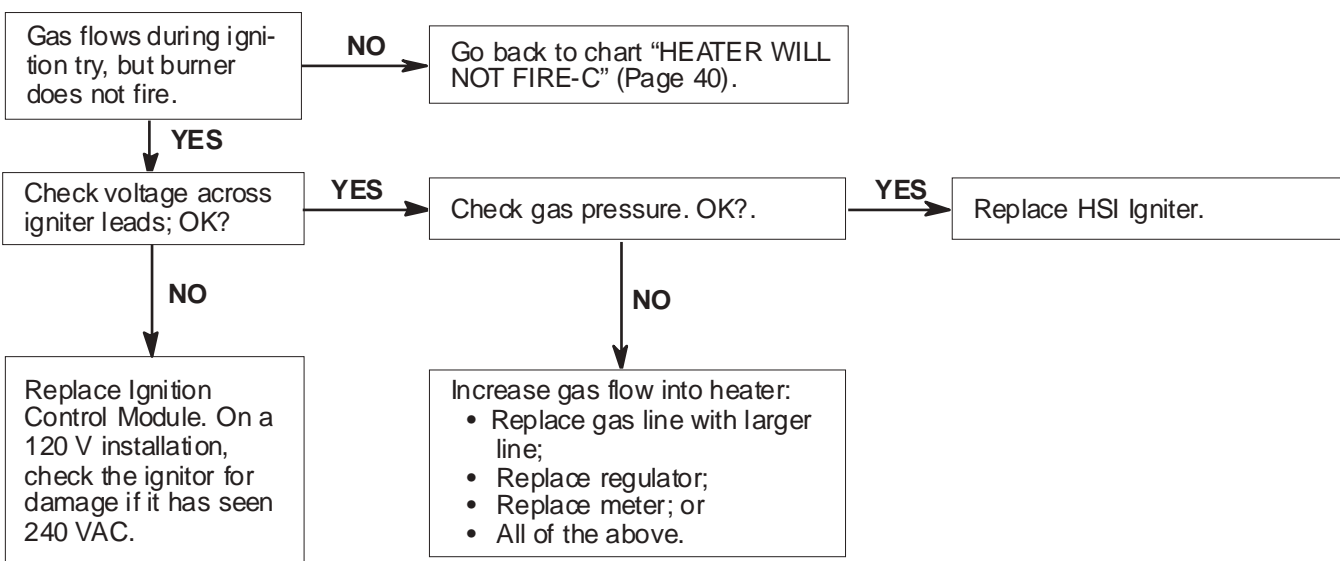 Gas flows during igni-
tion try, but burner
does not fire.
NO
Go back to chart “HEATER WILL
NOT FIRE-C” (Page 40).
YES
Check voltage across
igniter leads; OK?
YES
Check gas pressure. OK?.
YES
Replace HSI Igniter.
NO
NO
Replace Ignition
Control Module. On a
120 V installation,
check the ignitor for
damage if it has seen
240 VAC.
Increase gas flow into heater:
• Replace gas line with larger
line;
• Replace regulator;
• Replace meter; or
• All of the above.